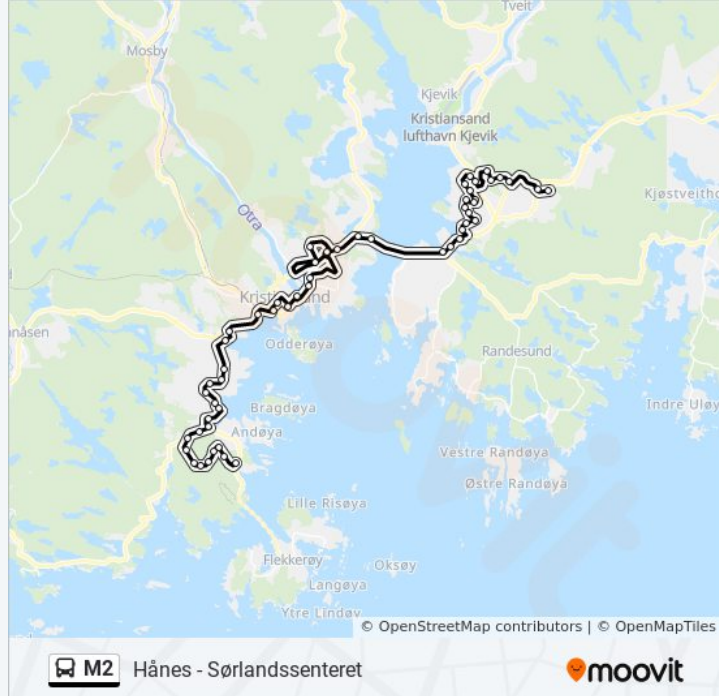 Tveit
Mosby
Kjevik
Kristiansand
lufthavn Kjevik
Kjøstveithe
Otra
Kristiansand
nåsen
Odderøya
Randesund
Bragdøya
Indre Uløy
Andøya
Vestre Randøya
Østre Randøya
Lille Risøya
Flekkerøy
Oksøy
Langøya
Ytre Lindøy
© OpenStreetMap contributors | © OpenMapTiles
M2 Hånes - Sørlandssenteret
moovit